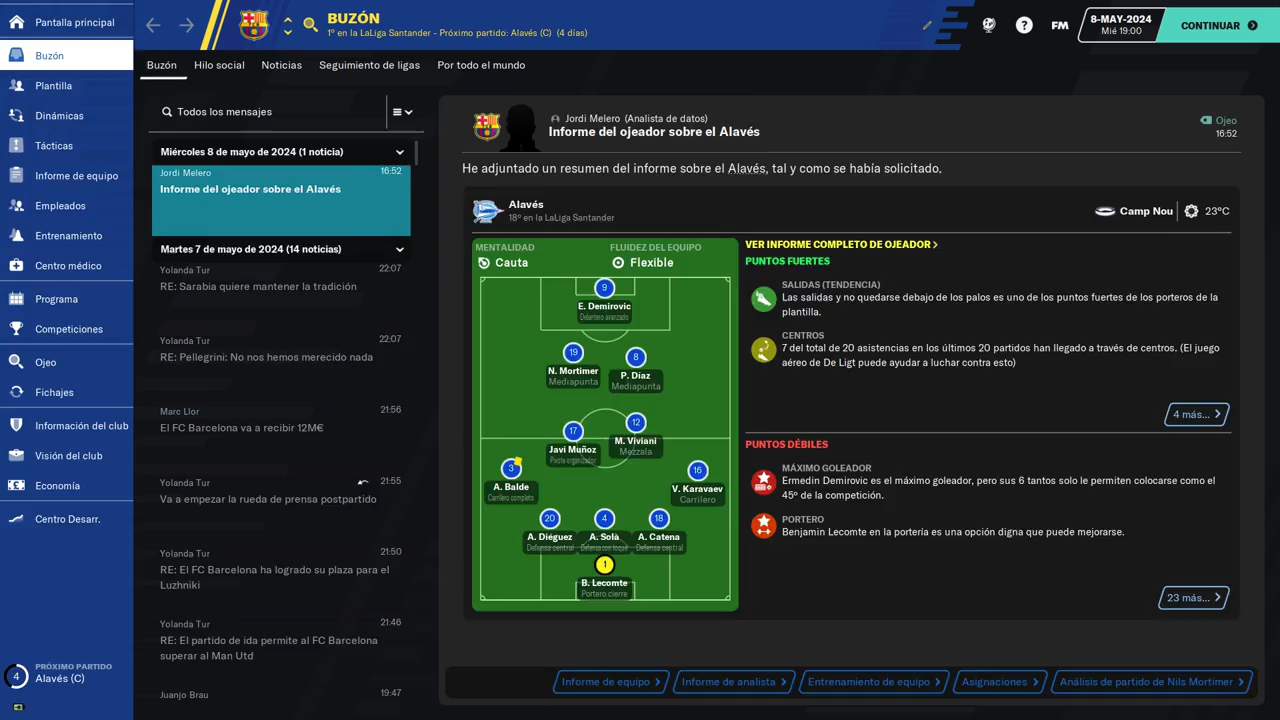 Pantalla principal
Buzón
Plantilla
Dinámicas
Tácticas
Informe de equipo
Empleados
Entrenamiento
Centro médico
Programa
Competiciones
Ojeo
Fichajes
Información del club
Visión del club
Economía
Centro Desarr.
4
PRÓXIMO PARTIDO
Alavés (C)
BUZÓN
1º en la LaLiga Santander - Próximo partido: Alavés (C) (4 días)
?
FM
8-MAY-2024
Mié 19:00
CONTINUAR
Buzón
Hilo social
Noticias
Seguimiento de ligas
Por todo el mundo
Todos los mensajes
Miércoles 8 de mayo de 2024 (1 noticia)
Jordi Melero 16:52
Informe del ojeador sobre el Alavés
Martes 7 de mayo de 2024 (14 noticias)
Yolanda Tur 22:07
RE: Sarabia quiere mantener la tradición
Yolanda Tur 22:07
RE: Pellegrini: No nos hemos merecido nada
Marc Llor 21:56
El FC Barcelona va a recibir 12M€
Yolanda Tur 21:55
Va a empezar la rueda de prensa postpartido
Yolanda Tur 21:50
RE: El FC Barcelona ha logrado su plaza para el
Luzhniki
Yolanda Tur 21:46
RE: El partido de ida permite al FC Barcelona
superar al Man Utd
Juanjo Brau 19:47
Jordi Melero (Analista de datos)
Informe del ojeador sobre el Alavés
Ojeo
16:52
He adjuntado un resumen del informe sobre el Alavés, tal y como se había solicitado.
Alavés
18º en la LaLiga Santander
Camp Nou
23ºC
MENTALIDAD
Cauta
FLUIDEZ DEL EQUIPO
Flexible
9
E. Demirovic
Delantero avanzado
19
N. Mortimer
Mediapunta
8
P. Díaz
Mediapunta
17
Javi Muñoz
Pivote organizador
12
M. Viviani
Mezzala
3
A. Balde
Carrilero completo
16
V. Karavaev
Carrilero
20
A. Diéguez
Defensa central
4
A. Solà
Defensa con toque
18
A. Catena
Defensa central
1
B. Lecomte
Portero cierre
VER INFORME COMPLETO DE OJEADOR >
PUNTOS FUERTES
SALIDAS (TENDENCIA)
Las salidas y no quedarse debajo de los palos es uno de los puntos fuertes de los porteros de la
plantilla.
CENTROS
7 del total de 20 asistencias en los últimos 20 partidos han llegado a través de centros. (El juego
aéreo de De Ligt puede ayudar a luchar contra esto)
4 más... >
PUNTOS DÉBILES
MÁXIMO GOLEADOR
Ermedin Demirovic es el máximo goleador, pero sus 6 tantos solo le permiten colocarse como el
45º de la competición.
PORTERO
Benjamin Lecomte en la portería es una opción digna que puede mejorarse.
23 más... >
Informe de equipo >
Informe de analista >
Entrenamiento de equipo >
Asignaciones >
Análisis de partido de Nils Mortimer >